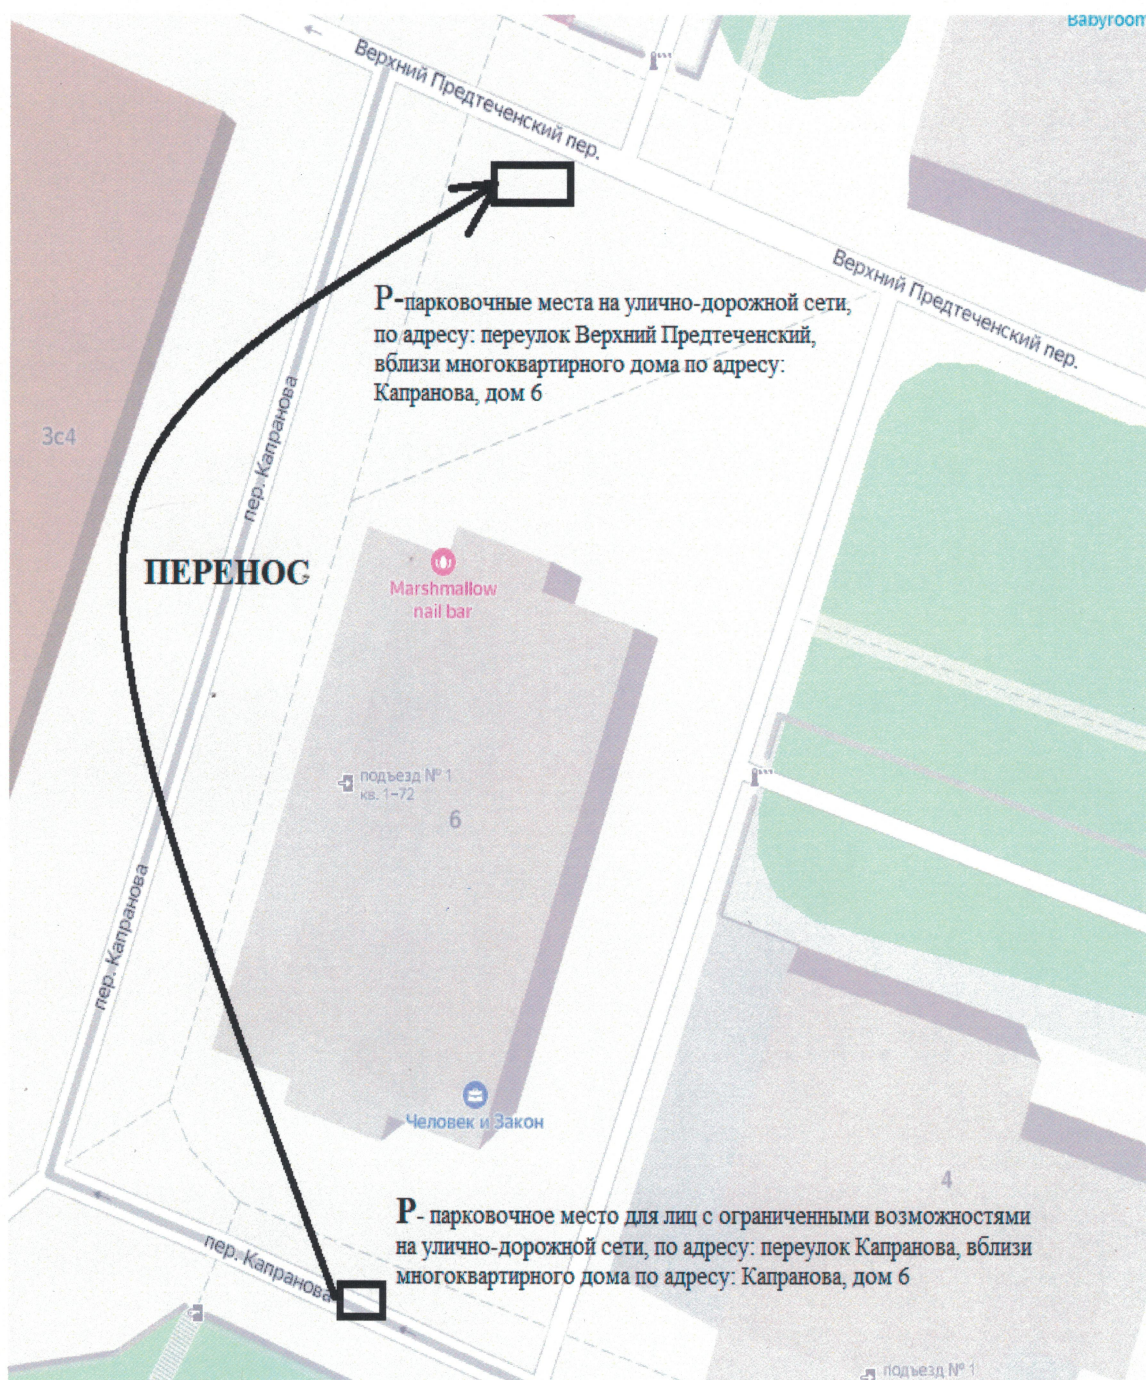 Babyroom
Верхний Предтеченский пер.
Верхний Предтеченский пер.
Р-парковочные места на улично-дорожной сети,
по адресу: переулок Верхний Предтеченский,
вблизи многоквартирного дома по адресу:
Капранова, дом 6
3с4
пер. Капранова
ПЕРЕНОС
Marshmallow
nail bar
подъезд № 1
кв. 1-72
6
пер. Капранова
Человек и Закон
4
Р- парковочное место для лиц с ограниченными возможностями
на улично-дорожной сети, по адресу: переулок Капранова, вблизи
многоквартирного дома по адресу: Капранова, дом 6
пер. Капранова
подъезд № 1